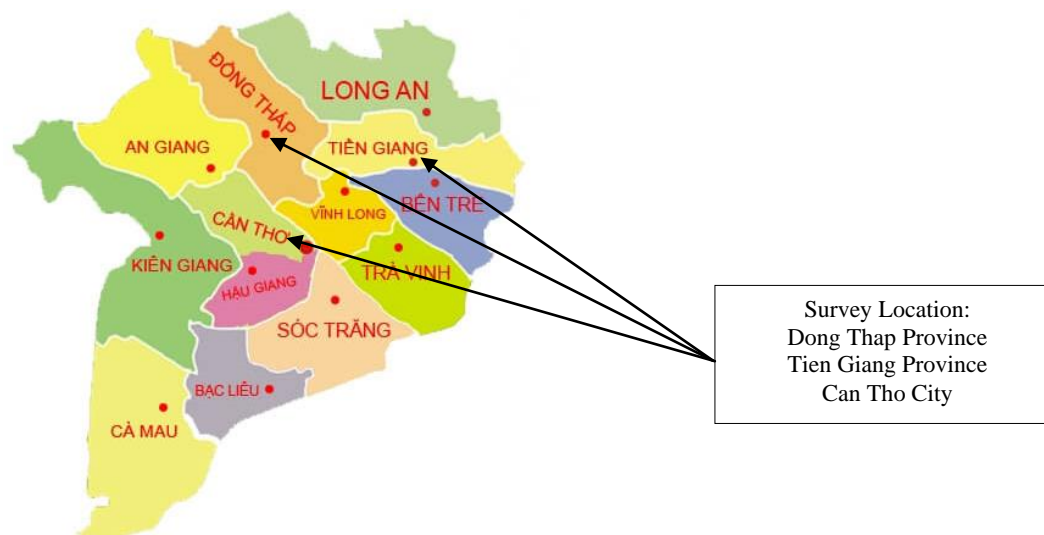 ĐỒNG THÁP
LONG AN
AN GIANG
TIỀN GIANG
CẦN THƠ
VĨNH LONG
BẾN TRE
KIÊN GIANG
HẬU GIANG
TRÀ VINH
SÓC TRĂNG
BẠC LIÊU
CÀ MAU
Survey Location:
Dong Thap Province
Tien Giang Province
Can Tho City